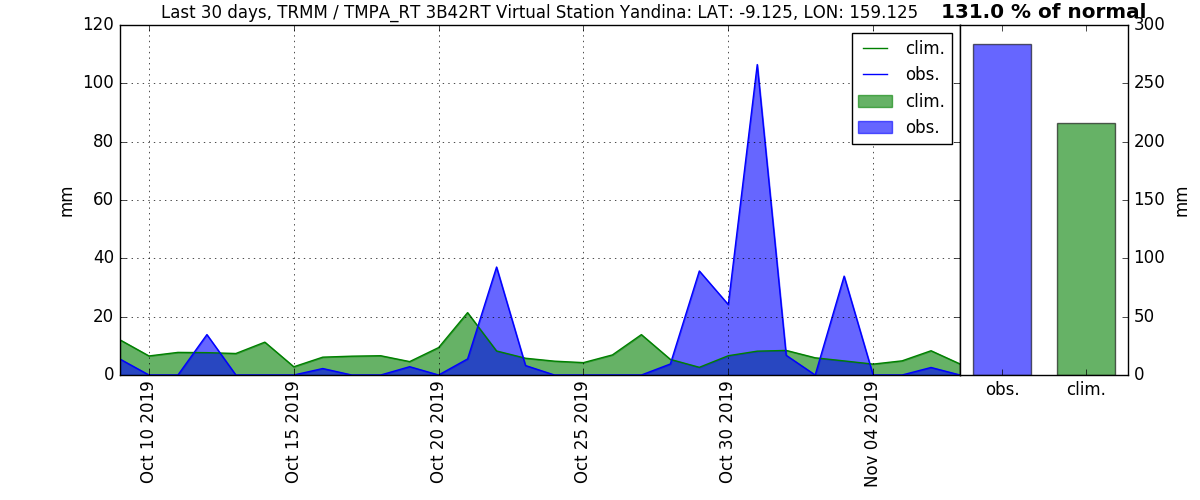 Last 30 days, TRMM / TMPA_RT 3B42RT Virtual Station Yandina: LAT: -9.125, LON: 159.125
131.0 % of normal
120
100
80
60
40
20
0
mm
clim.
obs.
clim.
obs.
Oct 10 2019
Oct 15 2019
Oct 20 2019
Oct 25 2019
Oct 30 2019
Nov 04 2019
300
250
200
150
100
50
0
mm
obs.
clim.